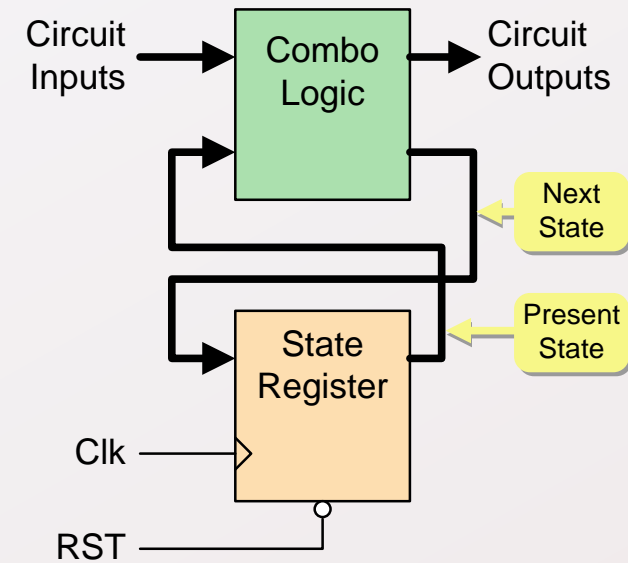 Circuit
Inputs
Combo
Logic
Circuit
Outputs
Next
State
Present
State
State
Register
Clk
RST